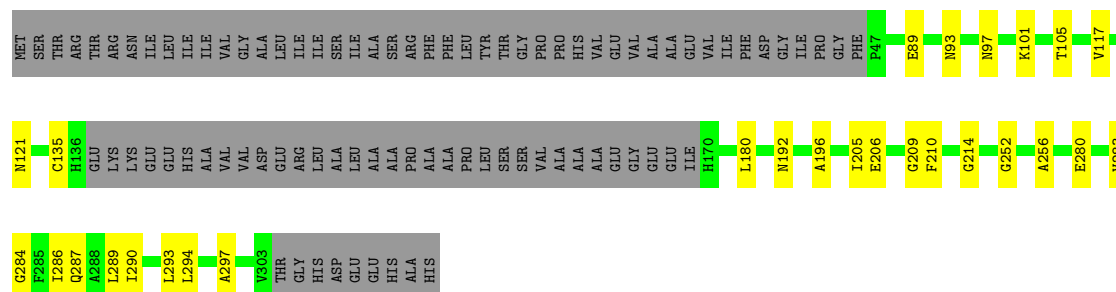 MET SER THR ARG THR ARG ASN ILE LEU ILE ILE VAL GLY ALA LEU ILE ILE SER ILE ALA SER ARG PHE PHE LEU TYR THR GLY PRO PRO HIS VAL GLU VAL ALA ALA GLU VAL ILE PHE ASP GLY ILE PRO GLY PHE P47 E89 N93 N97 K101 T105 V117
N121 C135 H136 GLU LYS LYS GLU GLU HIS ALA VAL VAL ASP GLU ARG LEU ALA LEU ALA ALA PRO ALA ALA PRO LEU SER SER VAL ALA ALA ALA GLU GLY GLU GLU ILE H170 L180 N192 A196 I205 E206 G209 F210 G214 G252 A256 E280
G284 F285 I286 Q287 A288 L289 I290 L293 L294 A297 V303 THR GLY HIS ASP GLU GLU HIS ALA HIS